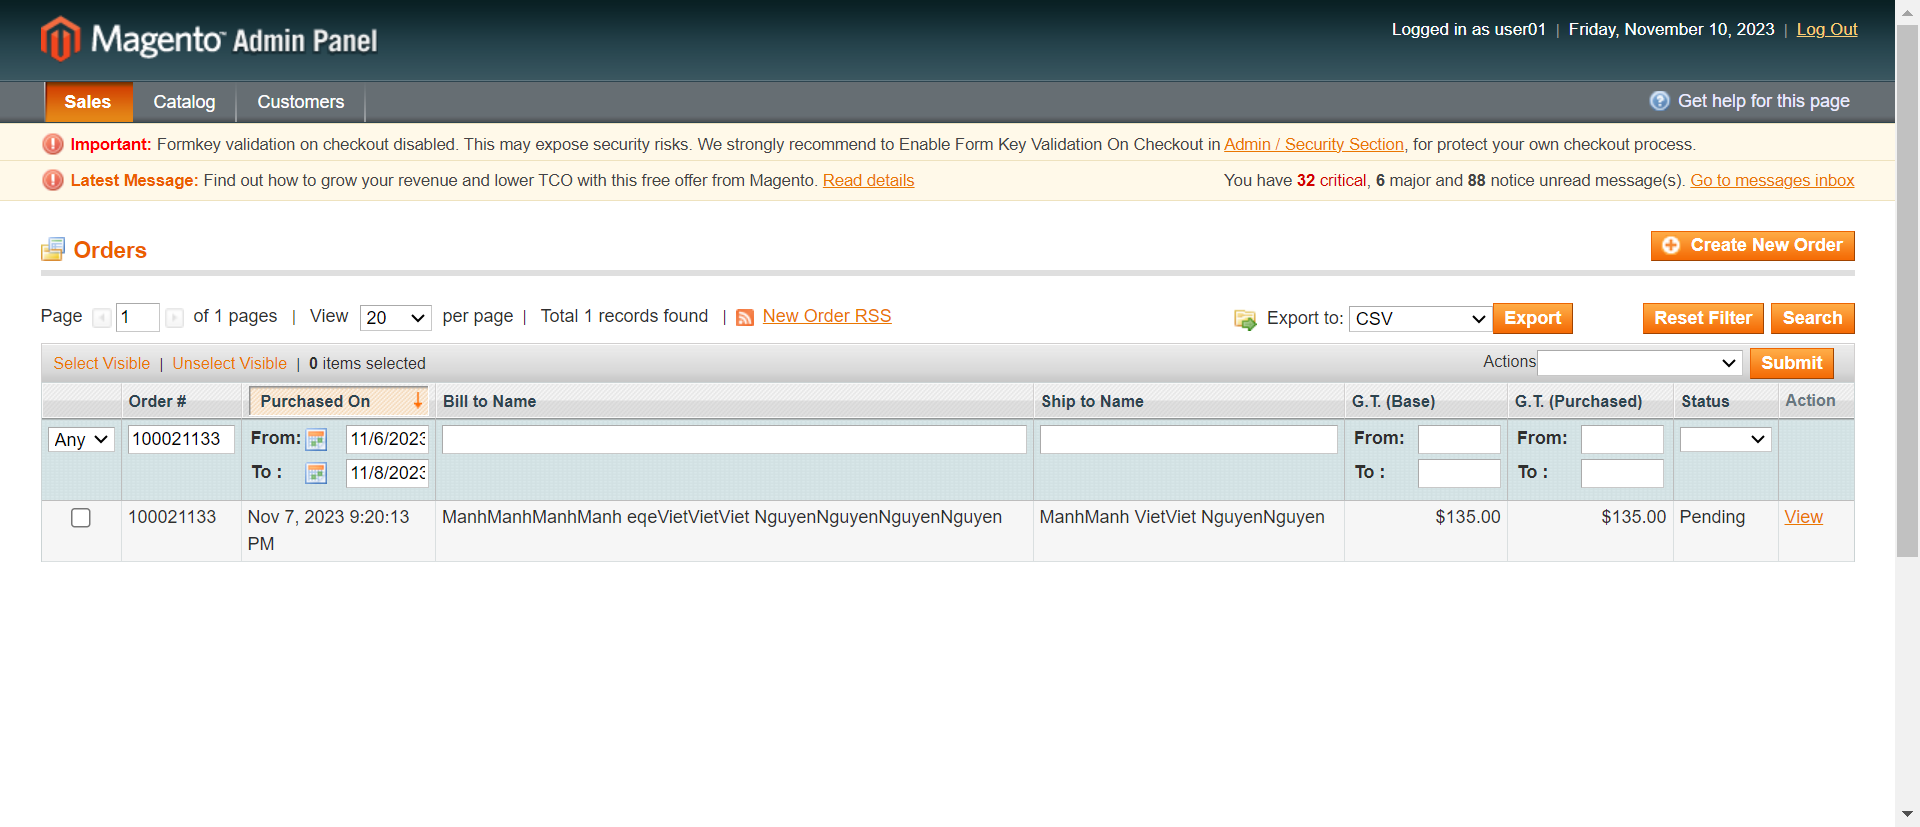 Magento Admin Panel
Logged in as user01 | Friday, November 10, 2023 | Log Out
Sales Catalog Customers
Get help for this page
Important: Formkey validation on checkout disabled. This may expose security risks. We strongly recommend to Enable Form Key Validation On Checkout in Admin / Security Section, for protect your own checkout process.
Latest Message: Find out how to grow your revenue and lower TCO with this free offer from Magento. Read details
You have 32 critical, 6 major and 88 notice unread message(s). Go to messages inbox
Orders
Create New Order
Page 1 of 1 pages | View 20 per page | Total 1 records found | New Order RSS
Export to: CSV Export
Reset Filter Search
Select Visible | Unselect Visible | 0 items selected
Actions Submit
Order # Purchased On Bill to Name Ship to Name G.T. (Base) G.T. (Purchased) Status Action
Any 100021133 From: 11/6/2023 From: From:
To : 11/8/2023 To : To :
100021133 Nov 7, 2023 9:20:13 ManhManhManhManh eqeVietVietViet NguyenNguyenNguyenNguyen ManhManh VietViet NguyenNguyen $135.00 $135.00 Pending View
PM